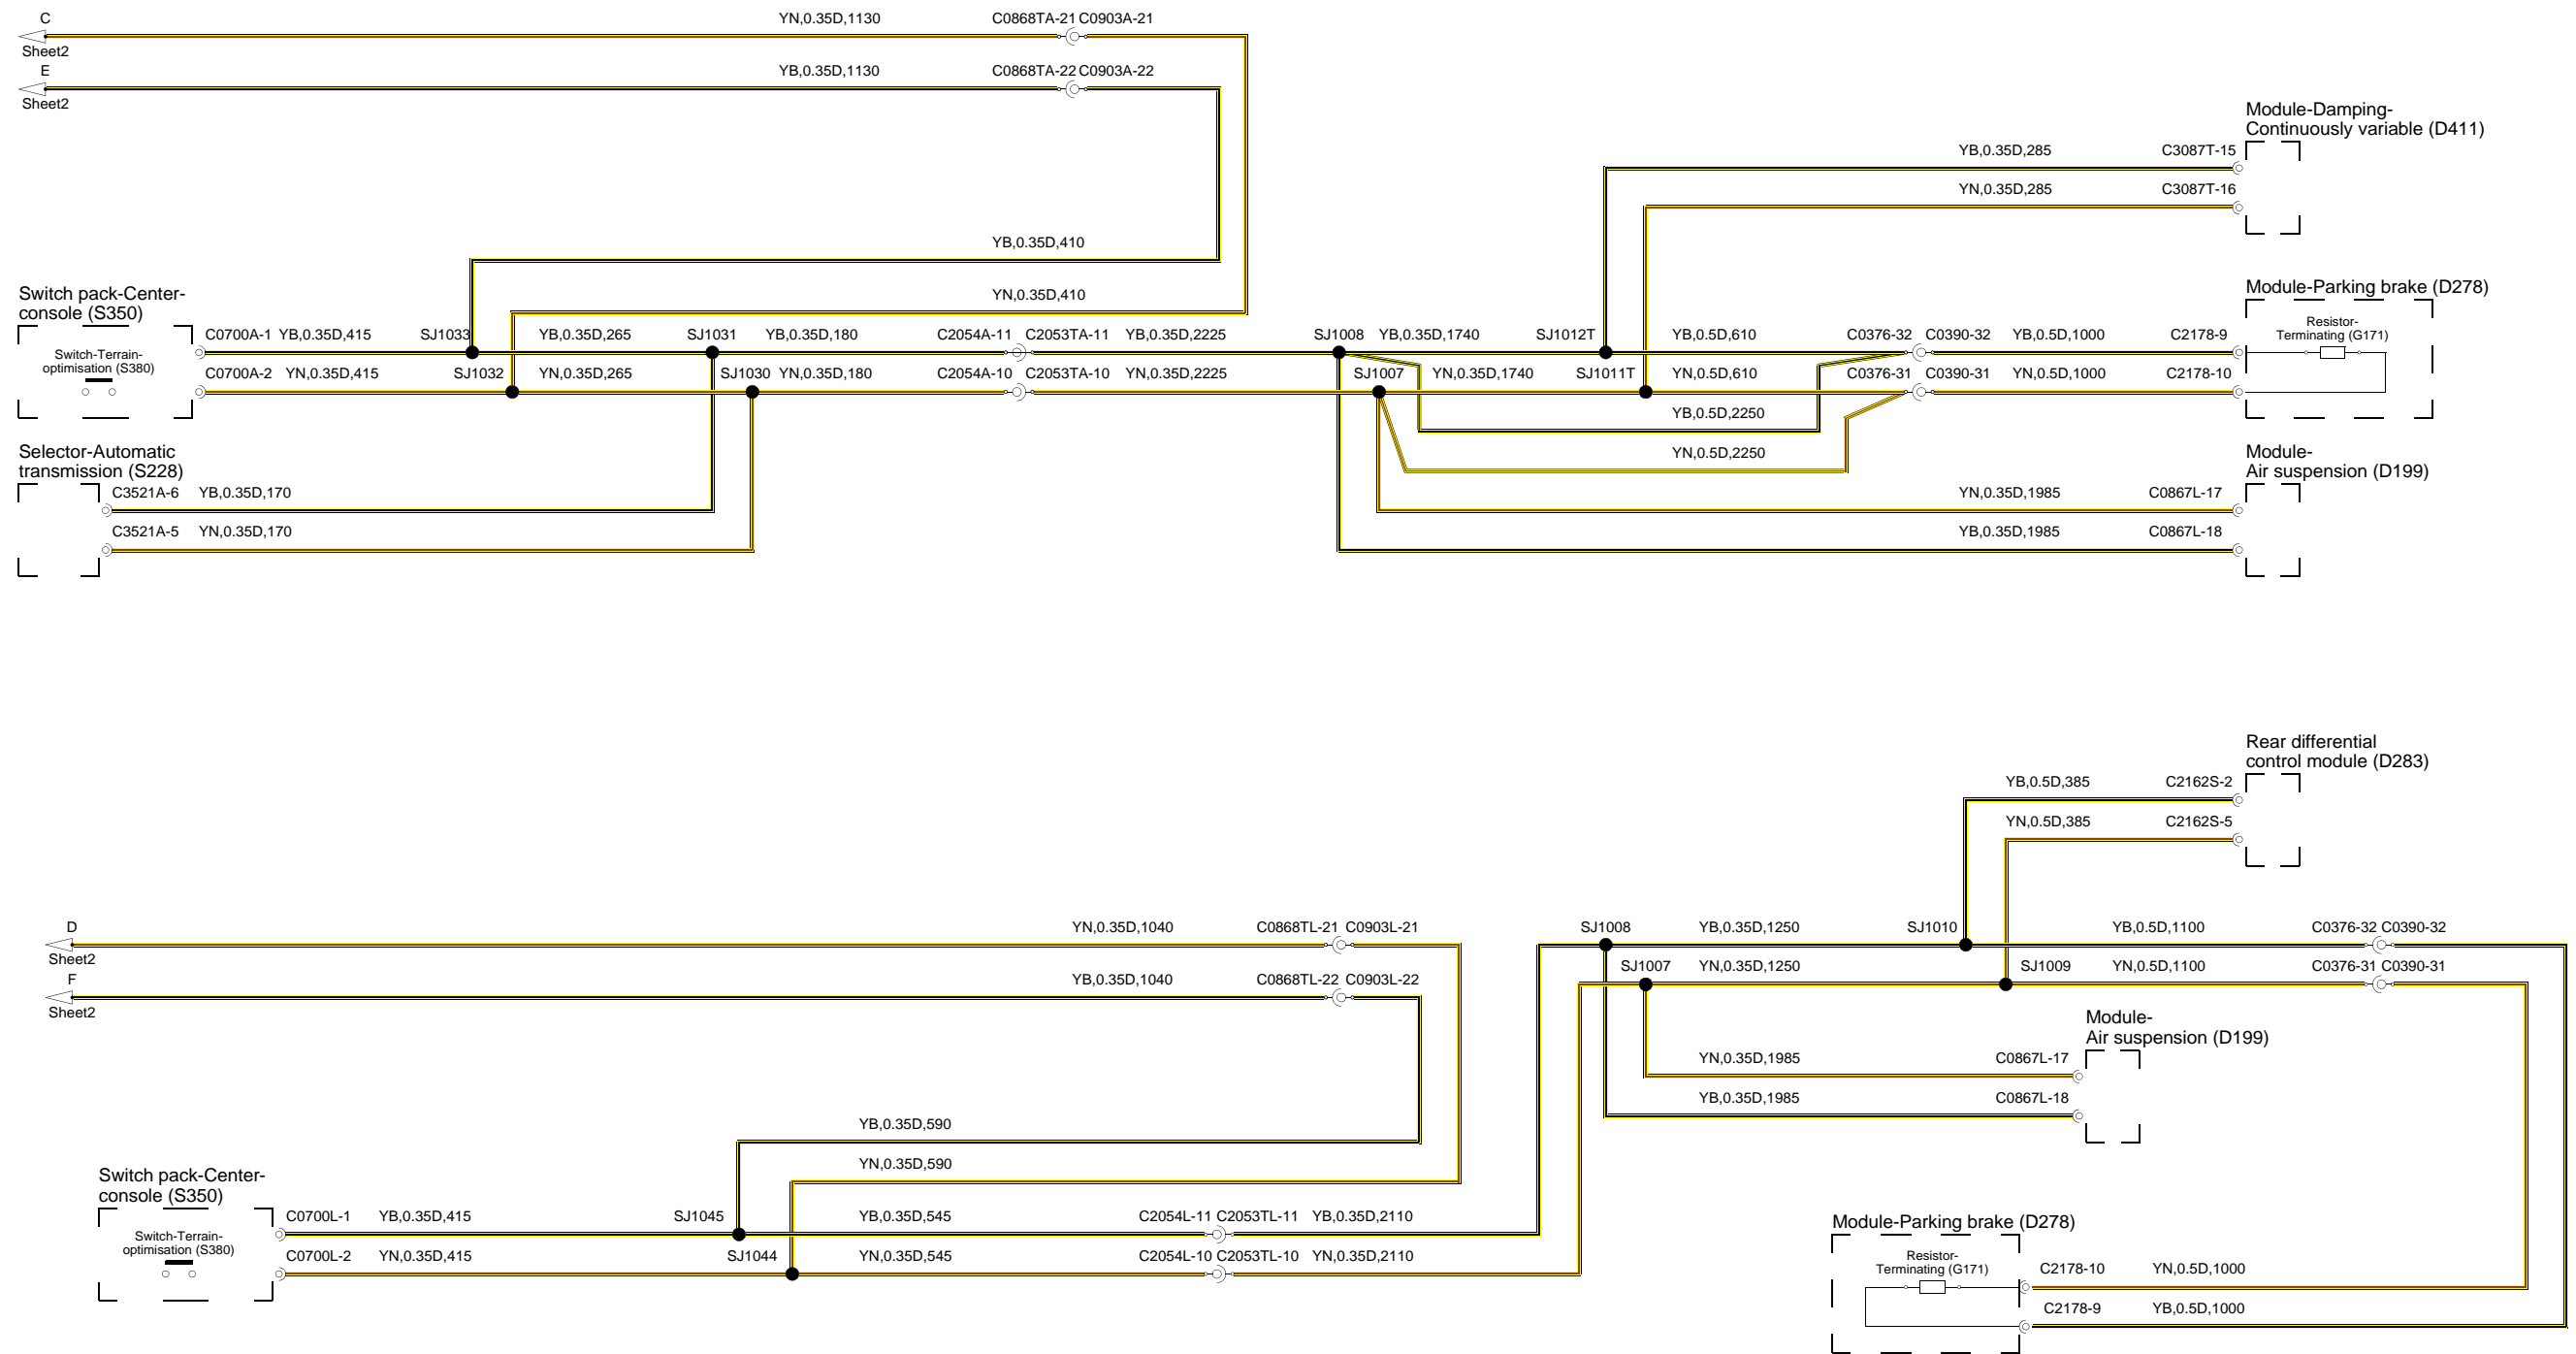 C
YN,0.35D,1130
C0868TA-21 C0903A-21
Sheet2
E
YB,0.35D,1130
C0868TA-22 C0903A-22
Sheet2
Module-Damping-
Continuously variable (D411)
YB,0.35D,285
C3087T-15
YN,0.35D,285
C3087T-16
YB,0.35D,410
YN,0.35D,410
Switch pack-Center-
console (S350)
Switch-Terrain-
optimisation (S380)
Module-Parking brake (D278)
Resistor-
Terminating (G171)
C0700A-1 YB,0.35D,415 SJ1033 YB,0.35D,265 SJ1031 YB,0.35D,180 C2054A-11 C2053TA-11 YB,0.35D,2225 SJ1008 YB,0.35D,1740 SJ1012T YB,0.5D,610 C0376-32 C0390-32 YB,0.5D,1000 C2178-9
C0700A-2 YN,0.35D,415 SJ1032 YN,0.35D,265 SJ1030 YN,0.35D,180 C2054A-10 C2053TA-10 YN,0.35D,2225 SJ1007 YN,0.35D,1740 SJ1011T YN,0.5D,610 C0376-31 C0390-31 YN,0.5D,1000 C2178-10
YB,0.5D,2250
YN,0.5D,2250
Selector-Automatic
transmission (S228)
C3521A-6 YB,0.35D,170
C3521A-5 YN,0.35D,170
Module-
Air suspension (D199)
YN,0.35D,1985 C0867L-17
YB,0.35D,1985 C0867L-18
Rear differential
control module (D283)
YB,0.5D,385 C2162S-2
YN,0.5D,385 C2162S-5
D
YN,0.35D,1040 C0868TL-21 C0903L-21
Sheet2
F
YB,0.35D,1040 C0868TL-22 C0903L-22
Sheet2
SJ1008 YB,0.35D,1250 SJ1010 YB,0.5D,1100 C0376-32 C0390-32
SJ1007 YN,0.35D,1250 SJ1009 YN,0.5D,1100 C0376-31 C0390-31
Module-
Air suspension (D199)
YN,0.35D,1985 C0867L-17
YB,0.35D,1985 C0867L-18
YB,0.35D,590
YN,0.35D,590
Switch pack-Center-
console (S350)
Switch-Terrain-
optimisation (S380)
C0700L-1 YB,0.35D,415 SJ1045 YB,0.35D,545 C2054L-11 C2053TL-11 YB,0.35D,2110
C0700L-2 YN,0.35D,415 SJ1044 YN,0.35D,545 C2054L-10 C2053TL-10 YN,0.35D,2110
Module-Parking brake (D278)
Resistor-
Terminating (G171)
C2178-10 YN,0.5D,1000
C2178-9 YB,0.5D,1000